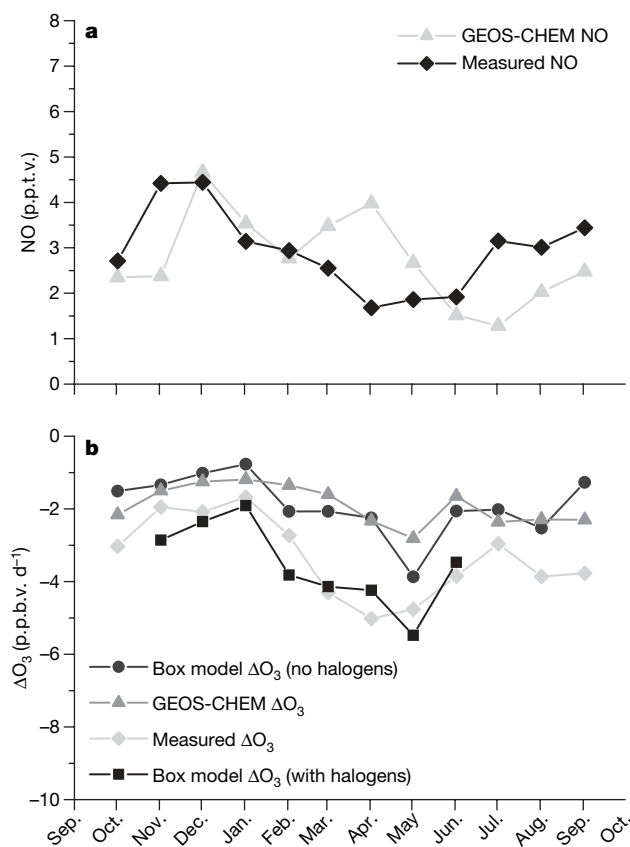 a
GEOS-CHEM NO
Measured NO
NO (p.p.t.v.)
8
7
6
5
4
3
2
1
0
b
ΔO₃ (p.p.b.v. d⁻¹)
0
−2
−4
−6
−8
−10
Box model ΔO₃ (no halogens)
GEOS-CHEM ΔO₃
Measured ΔO₃
Box model ΔO₃ (with halogens)
Sep. Oct. Nov. Dec. Jan. Feb. Mar. Apr. May Jun. Jul. Aug. Sep. Oct.